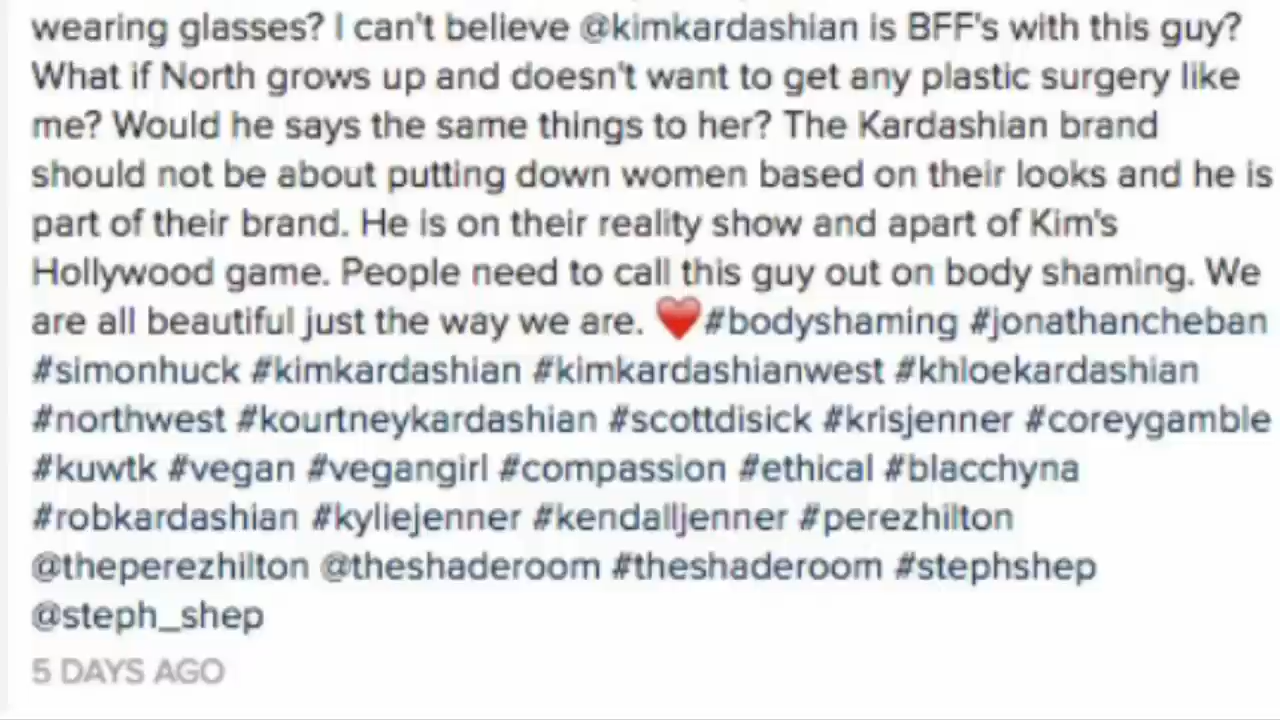 wearing glasses? I can't believe @kimkardashian is BFF's with this guy?
What if North grows up and doesn't want to get any plastic surgery like
me? Would he says the same things to her? The Kardashian brand
should not be about putting down women based on their looks and he is
part of their brand. He is on their reality show and apart of Kim's
Hollywood game. People need to call this guy out on body shaming. We
are all beautiful just the way we are. ❤️#bodyshaming #jonathancheban
#simonhuck #kimkardashian #kimkardashianwest #khloekardashian
#northwest #kourtneykardashian #scottdisick #krisjenner #coreygamble
#kuwtk #vegan #vegangirl #compassion #ethical #blacchyna
#robkardashian #kyliejenner #kendalljenner #perezhilton
@theperezhilton @theshaderoom #theshaderoom #stephshep
@steph_shep
5 DAYS AGO